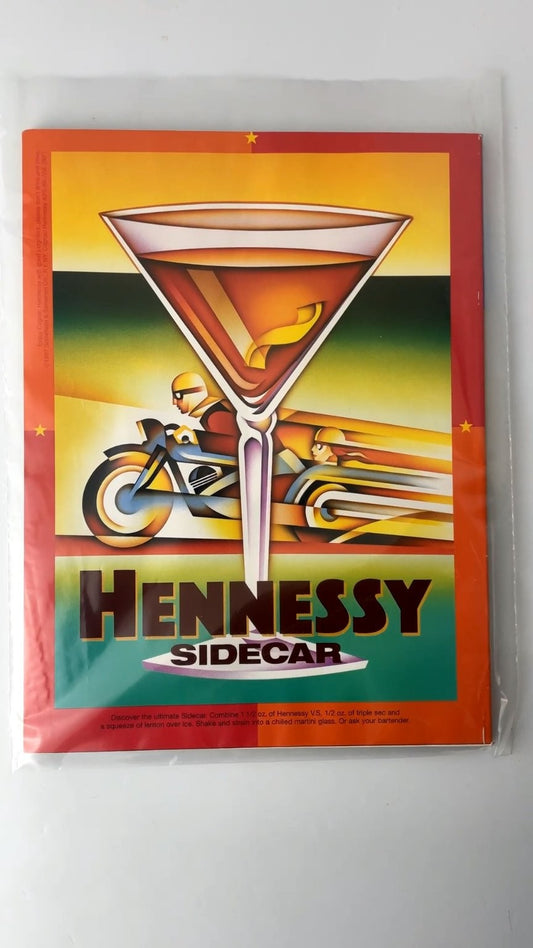 HENNESSY
SIDECAR
Discover the ultimate Sidecar. Combine 1 1/2 oz. of Hennessy V.S, 1/2 oz. of triple sec and
a squeeze of lemon over ice. Shake and strain into a chilled martini glass. Or ask your bartender.